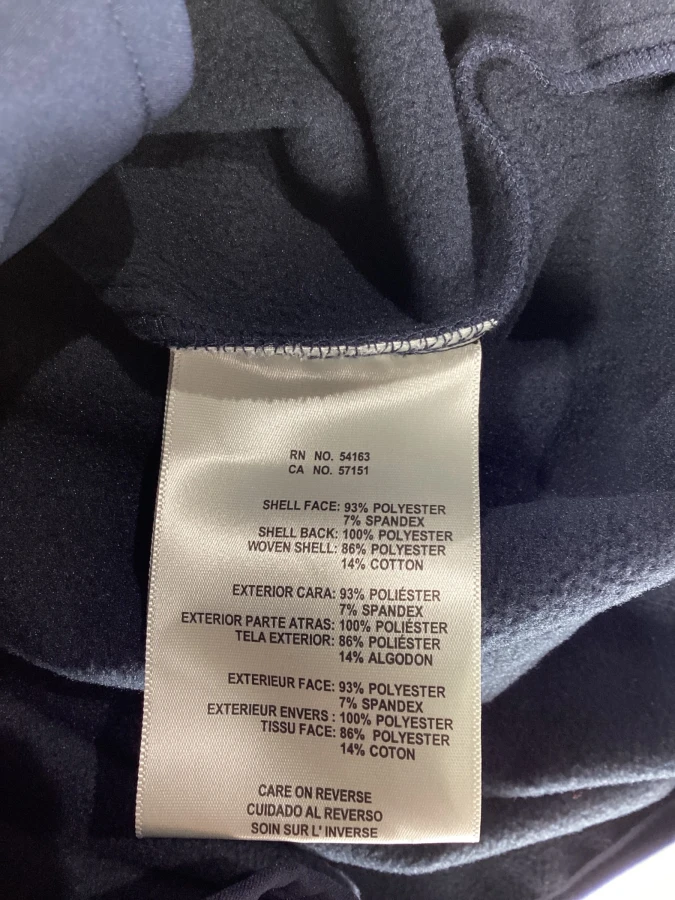 RN NO. 54163
CA NO. 57151
SHELL FACE: 93% POLYESTER
7% SPANDEX
SHELL BACK: 100% POLYESTER
WOVEN SHELL: 86% POLYESTER
14% COTTON
EXTERIOR CARA: 93% POLIÉSTER
7% SPANDEX
EXTERIOR PARTE ATRAS: 100% POLIÉSTER
TELA EXTERIOR: 86% POLIÉSTER
14% ALGODON
EXTERIEUR FACE: 93% POLYESTER
7% SPANDEX
EXTERIEUR ENVERS : 100% POLYESTER
TISSU FACE: 86% POLYESTER
14% COTON
CARE ON REVERSE
CUIDADO AL REVERSO
SOIN SUR L' INVERSE